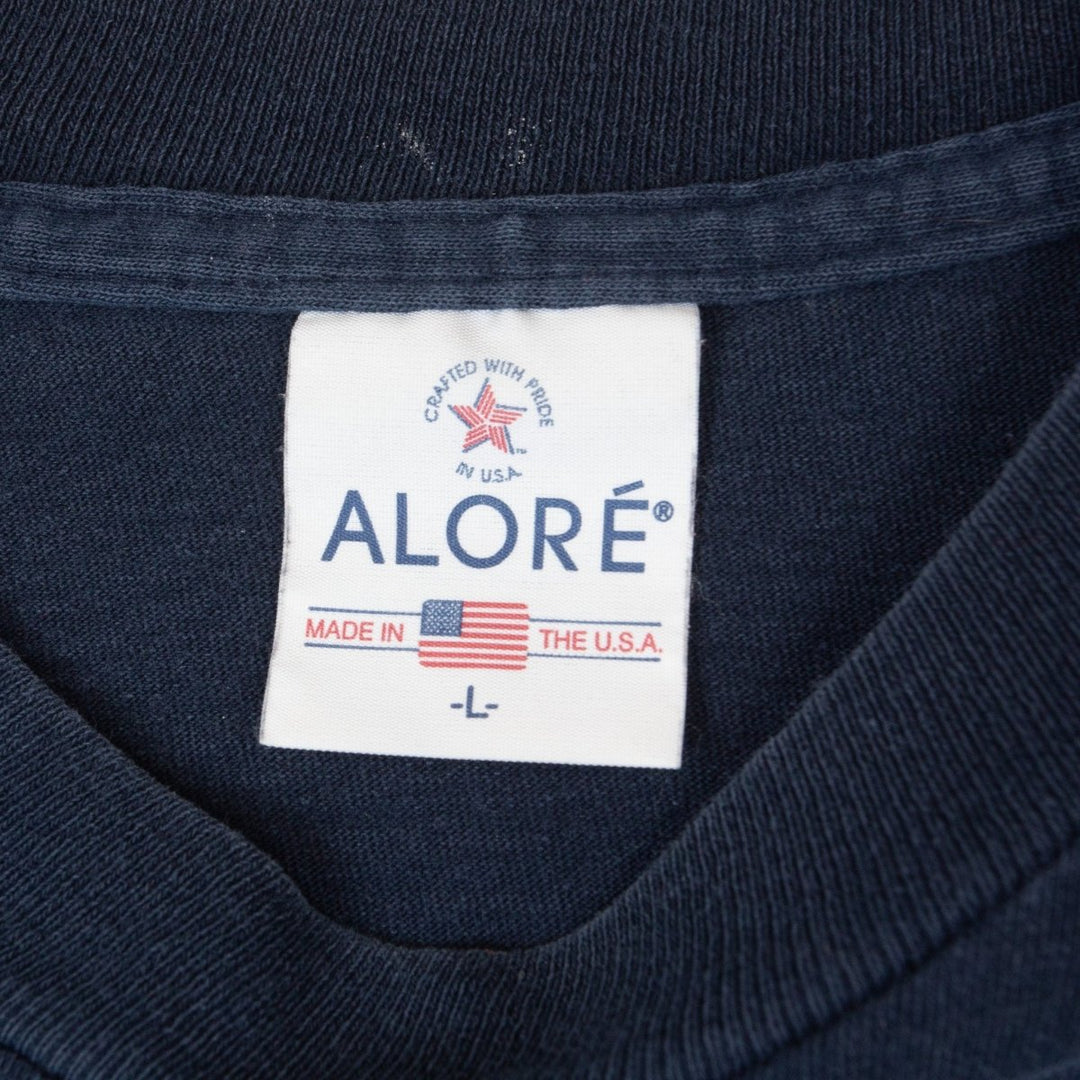 CRAFTED WITH PRIDE
IN U.S.A
ALORÉ®
MADE IN THE U.S.A.
-L-